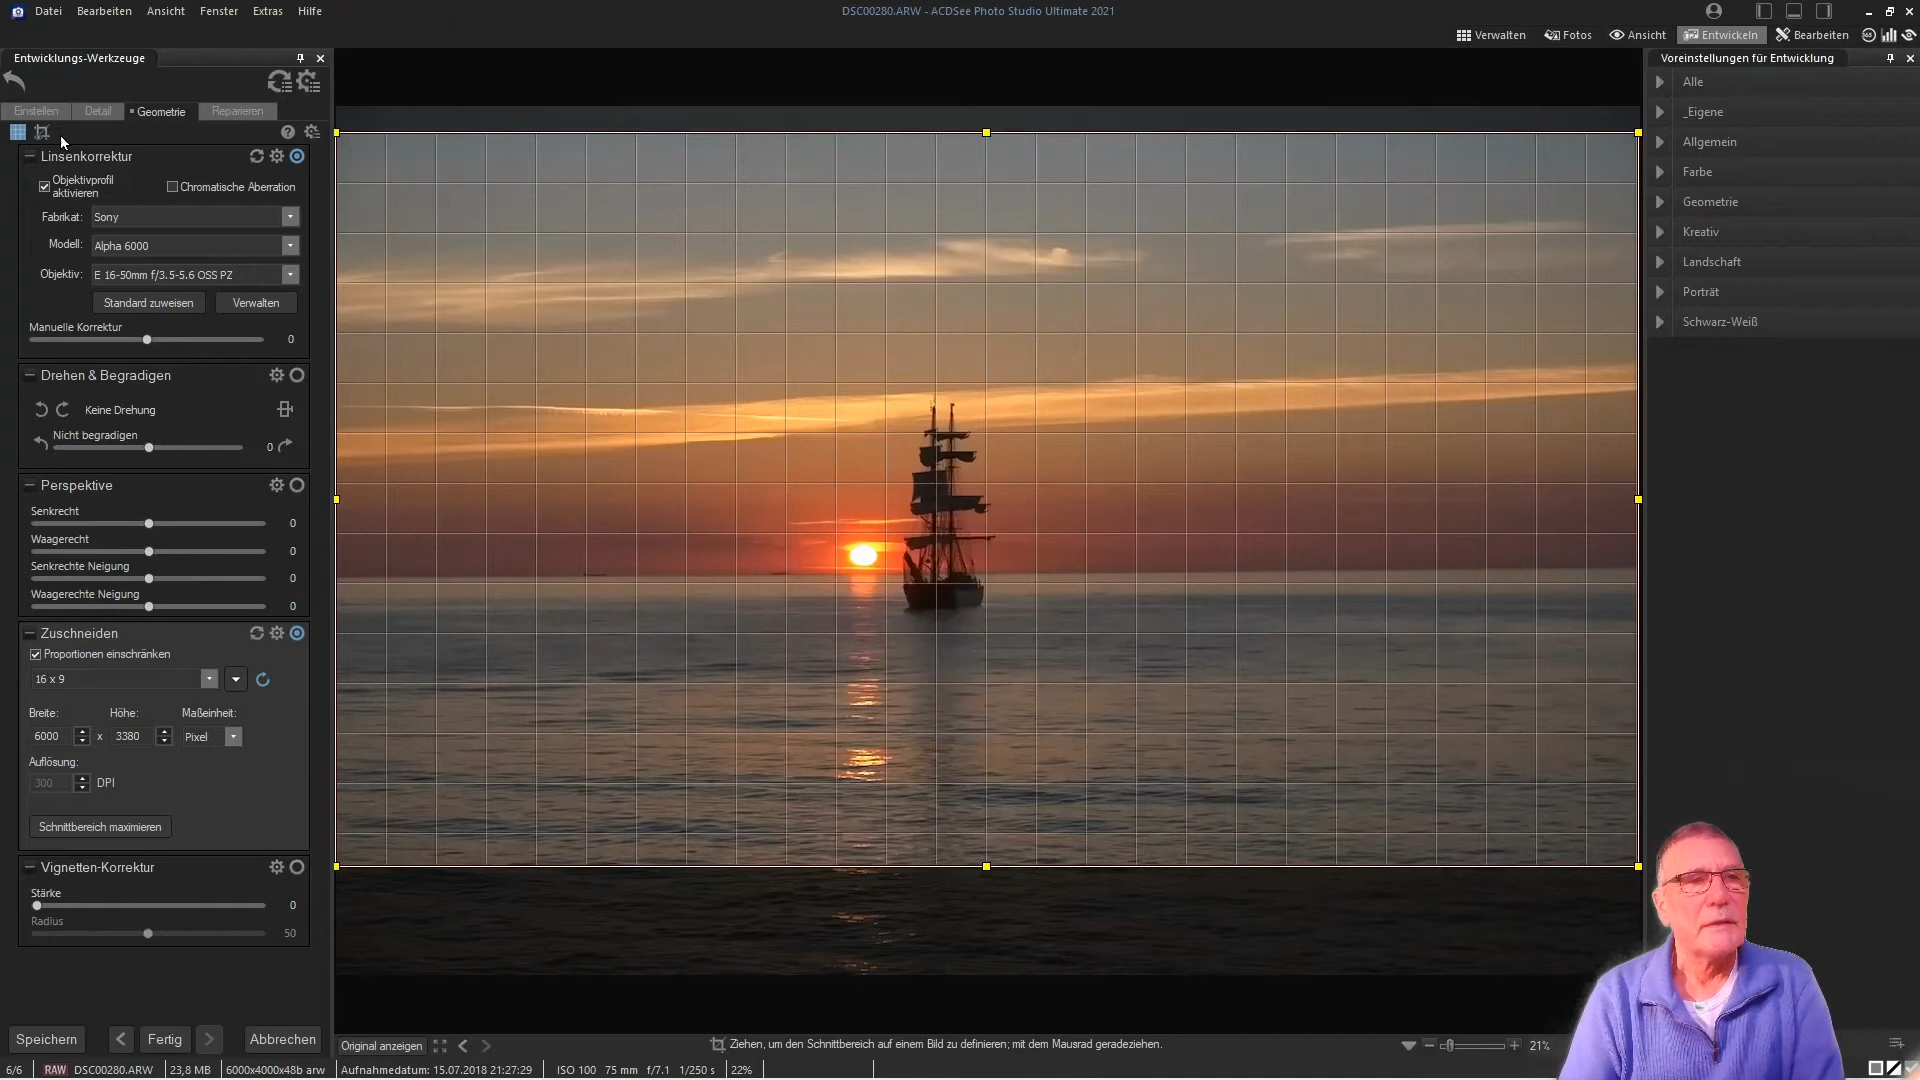 Datei Bearbeiten Ansicht Fenster Extras Hilfe
DSC00280.ARW - ACDSee Photo Studio Ultimate 2021
Verwalten Fotos Ansicht Entwickeln Bearbeiten 365
Entwicklungs-Werkzeuge
Einstellen Detail Geometrie Reparieren
Linsenkorrektur
Objektivprofil
aktivieren
Chromatische Aberration
Fabrikat: Sony
Modell: Alpha 6000
Objektiv: E 16-50mm f/3.5-5.6 OSS PZ
Standard zuweisen Verwalten
Manuelle Korrektur
0
Drehen & Begradigen
Keine Drehung
Nicht begradigen
0
Perspektive
Senkrecht
0
Waagerecht
0
Senkrechte Neigung
0
Waagerechte Neigung
0
Zuschneiden
Proportionen einschränken
16 x 9
Breite: Höhe: Maßeinheit:
6000 x 3380 Pixel
Auflösung:
300 DPI
Schnittbereich maximieren
Vignetten-Korrektur
Stärke
0
Radius
50
Speichern Fertig Abbrechen
Original anzeigen
Ziehen, um den Schnittbereich auf einem Bild zu definieren; mit dem Mausrad geradeziehen.
21%
6/6 RAW DSC00280.ARW 23,8 MB 6000x4000x48b arw Aufnahmedatum: 15.07.2018 21:27:29 ISO 100 75 mm f/7.1 1/250 s 22%
Voreinstellungen für Entwicklung
Alle
_Eigene
Allgemein
Farbe
Geometrie
Kreativ
Landschaft
Porträt
Schwarz-Weiß